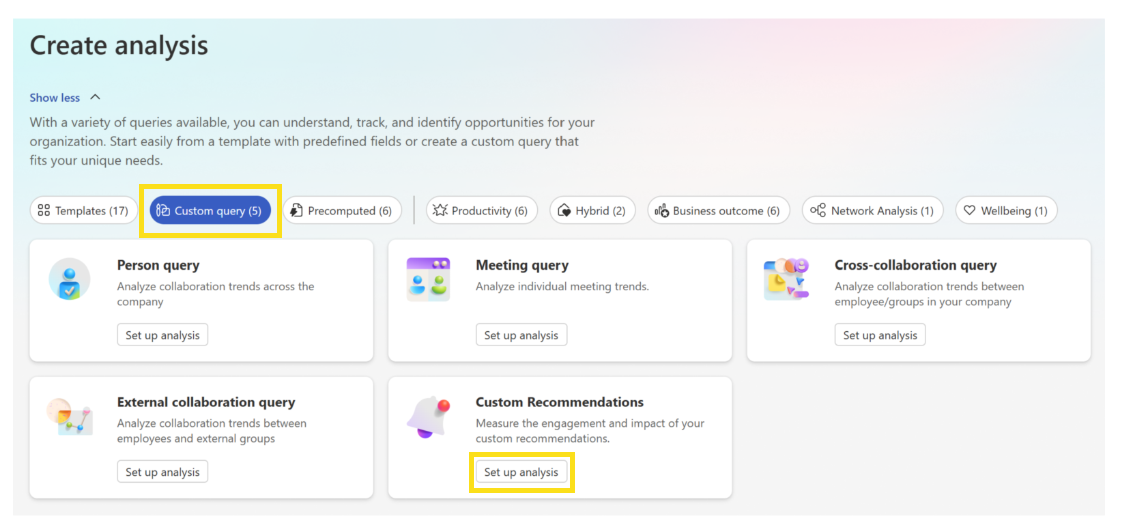 Create analysis
Show less
With a variety of queries available, you can understand, track, and identify opportunities for your
organization. Start easily from a template with predefined fields or create a custom query that
fits your unique needs.
Templates (17)
Custom query (5)
Precomputed (6)
Productivity (6)
Hybrid (2)
Business outcome (6)
Network Analysis (1)
Wellbeing (1)
Person query
Analyze collaboration trends across the
company
Set up analysis
Meeting query
Analyze individual meeting trends.
Set up analysis
Cross-collaboration query
Analyze collaboration trends between
employee/groups in your company
Set up analysis
External collaboration query
Analyze collaboration trends between
employees and external groups
Set up analysis
Custom Recommendations
Measure the engagement and impact of your
custom recommendations.
Set up analysis